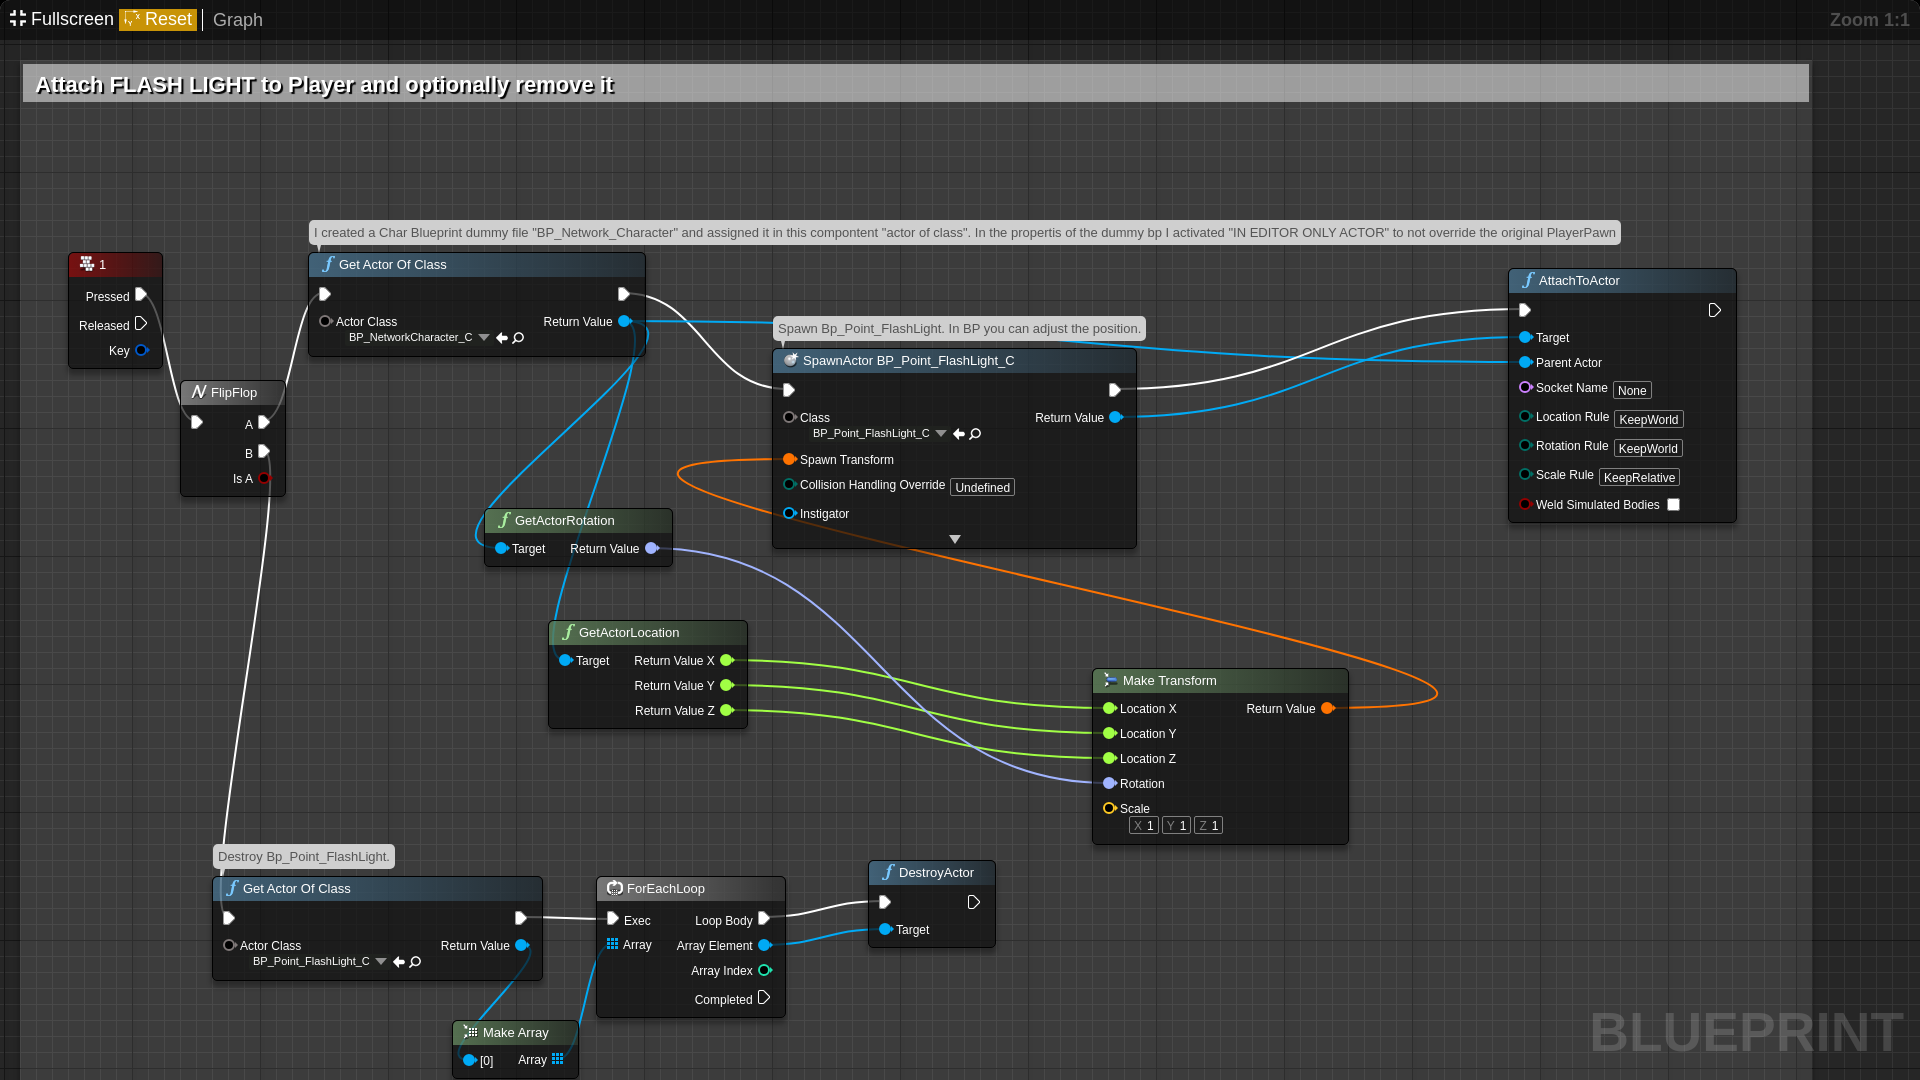 Fullscreen Reset Graph
Zoom 1:1
Attach FLASH LIGHT to Player and optionally remove it
I created a Char Blueprint dummy file "BP_Network_Character" and assigned it in this compontent "actor of class". In the propertis of the dummy bp I activated "IN EDITOR ONLY ACTOR" to not override the original PlayerPawn
1
Pressed
Released
Key
FlipFlop
A
B
Is A
Get Actor Of Class
Actor Class
BP_NetworkCharacter_C
Return Value
Spawn Bp_Point_FlashLight. In BP you can adjust the position.
SpawnActor BP_Point_FlashLight_C
Class
BP_Point_FlashLight_C
Return Value
Spawn Transform
Collision Handling Override Undefined
Instigator
AttachToActor
Target
Parent Actor
Socket Name None
Location Rule KeepWorld
Rotation Rule KeepWorld
Scale Rule KeepRelative
Weld Simulated Bodies
GetActorRotation
Target Return Value
GetActorLocation
Target Return Value X
Return Value Y
Return Value Z
Make Transform
Location X Return Value
Location Y
Location Z
Rotation
Scale
X 1 Y 1 Z 1
Destroy Bp_Point_FlashLight.
Get Actor Of Class
Actor Class
BP_Point_FlashLight_C
Return Value
ForEachLoop
Exec Loop Body
Array Array Element
Array Index
Completed
DestroyActor
Target
Make Array
[0] Array
BLUEPRINT